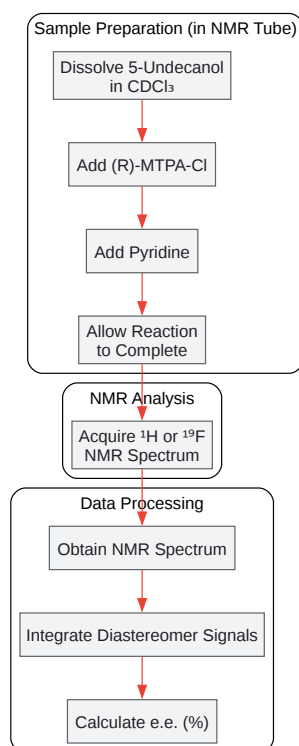 Sample Preparation (in NMR Tube)
Dissolve 5-Undecanol
in CDCl₃
Add (R)-MTPA-Cl
Add Pyridine
Allow Reaction
to Complete
NMR Analysis
Acquire ¹H or ¹⁹F
NMR Spectrum
Data Processing
Obtain NMR Spectrum
Integrate Diastereomer Signals
Calculate e.e. (%)